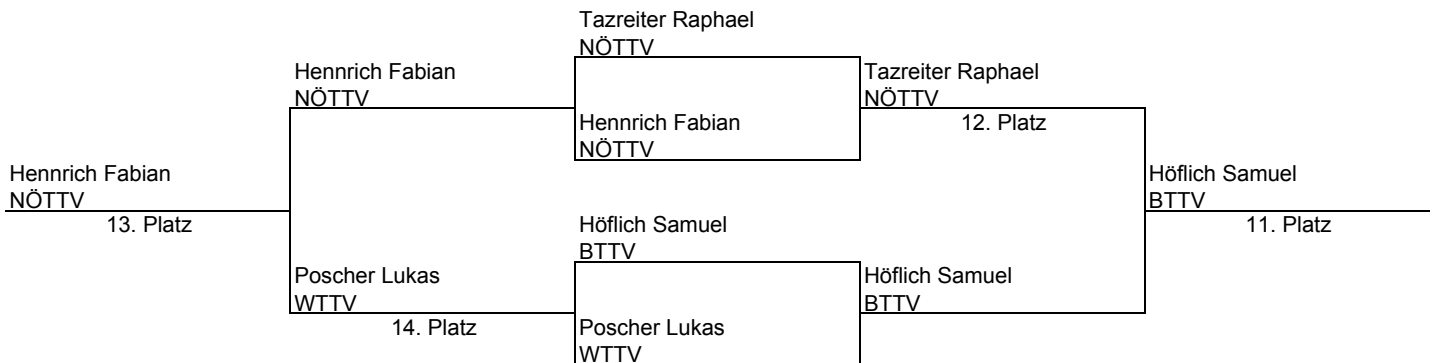 Tazreiter Raphael
NÖTTV
Hennrich Fabian
NÖTTV
Tazreiter Raphael
NÖTTV
12. Platz
Hennrich Fabian
NÖTTV
Hennrich Fabian
NÖTTV
13. Platz
Höflich Samuel
BTTV
11. Platz
Höflich Samuel
BTTV
Poscher Lukas
WTTV
14. Platz
Höflich Samuel
BTTV
Poscher Lukas
WTTV